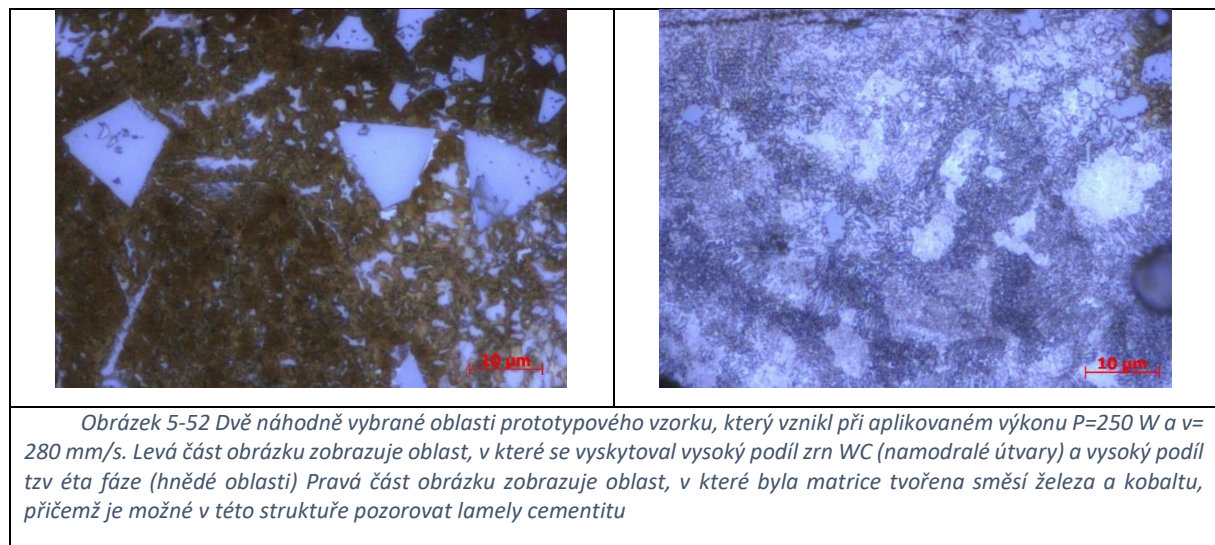 10 µm
10 µm
Obrázek 5-52 Dvě náhodně vybrané oblasti prototypového vzorku, který vznikl při aplikovaném výkonu P=250 W a v=
280 mm/s. Levá část obrázku zobrazuje oblast, v které se vyskytoval vysoký podíl zrn WC (namodralé útvary) a vysoký podíl
tzv éta fáze (hnědé oblasti) Pravá část obrázku zobrazuje oblast, v které byla matrice tvořena směsí železa a kobaltu,
přičemž je možné v této struktuře pozorovat lamely cementitu